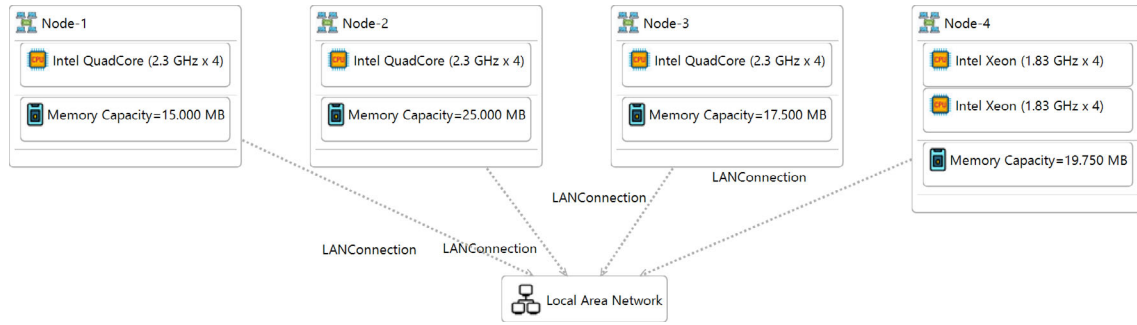 Node-1
Intel QuadCore (2.3 GHz x 4)
Memory Capacity=15.000 MB
Node-2
Intel QuadCore (2.3 GHz x 4)
Memory Capacity=25.000 MB
Node-3
Intel QuadCore (2.3 GHz x 4)
Memory Capacity=17.500 MB
Node-4
CPU Intel Xeon (1.83 GHz x 4)
CPU Intel Xeon (1.83 GHz x 4)
Memory Capacity=19.750 MB
LANConnection
LANConnection
LANConnection
LANConnection
Local Area Network